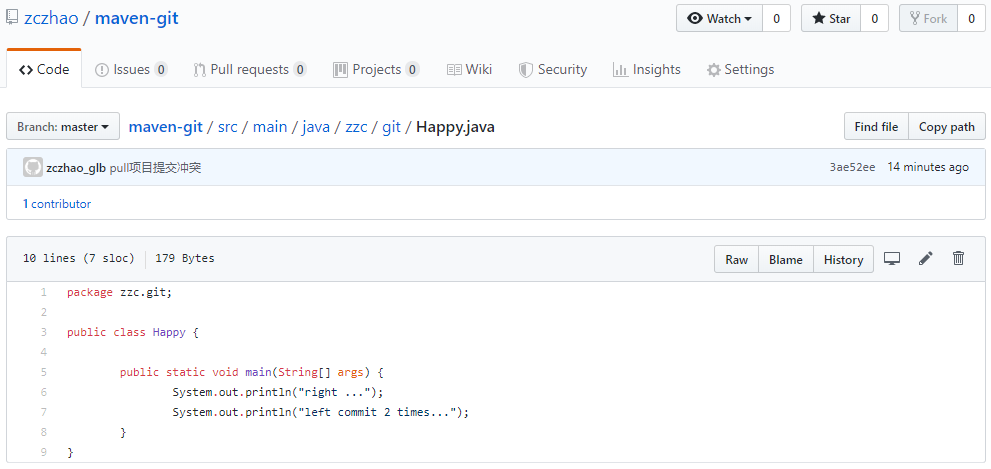 zczhao / maven-git
Watch 0 Star 0 Fork 0
Code Issues 0 Pull requests 0 Projects 0 Wiki Security Insights Settings
Branch: master maven-git / src / main / java / zzc / git / Happy.java Find file Copy path
zczhao_glb pull项目提交冲突 3ae52ee 14 minutes ago
1 contributor
10 lines (7 sloc) 179 Bytes Raw Blame History
1 package zzc.git;
2
3 public class Happy {
4
5 public static void main(String[] args) {
6 System.out.println("right ...");
7 System.out.println("left commit 2 times...");
8 }
9 }